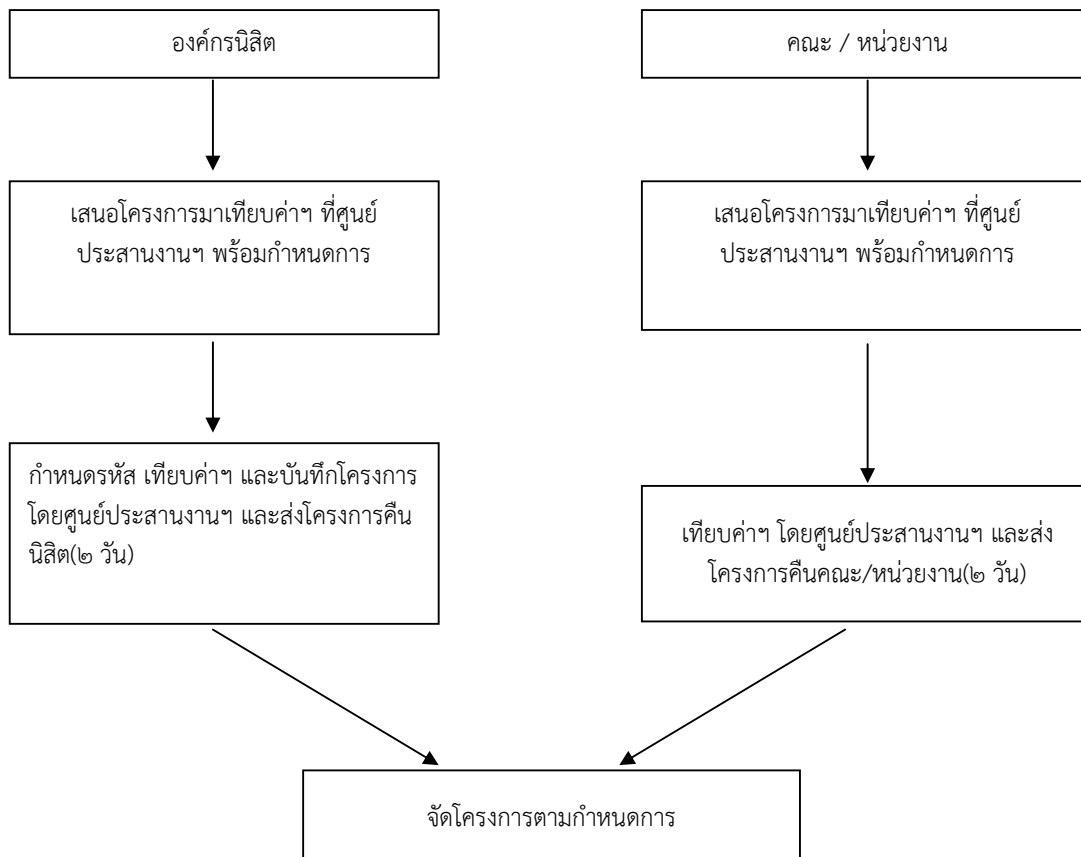 องค์กรนิสิต
คณะ / หน่วยงาน
เสนอโครงการมาเทียบค่าฯ ที่ศูนย์
ประสานงานฯ พร้อมกำหนดการ
เสนอโครงการมาเทียบค่าฯ ที่ศูนย์
ประสานงานฯ พร้อมกำหนดการ
กำหนดรหัส เทียบค่าฯ และบันทึกโครงการ
โดยศูนย์ประสานงานฯ และส่งโครงการคืน
นิสิต(๒ วัน)
เทียบค่าฯ โดยศูนย์ประสานงานฯ และส่ง
โครงการคืนคณะ/หน่วยงาน(๒ วัน)
จัดโครงการตามกำหนดการ